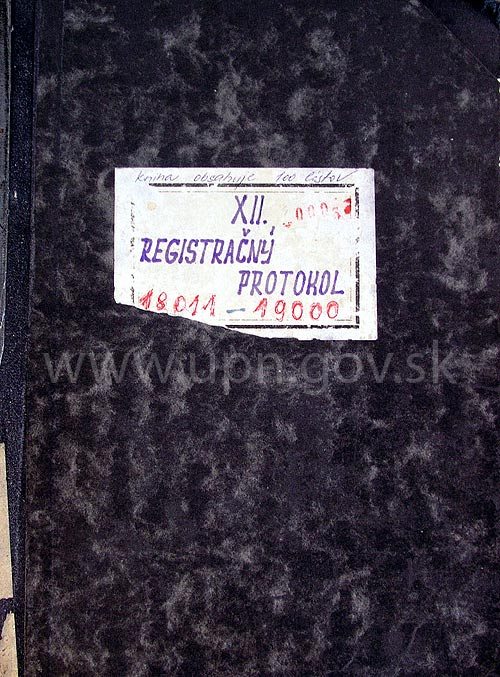 kniha obsahuje 100 listov
XII.
REGISTRAČNÝ
PROTOKOL
18011 - 19000
www.upn.gov.sk